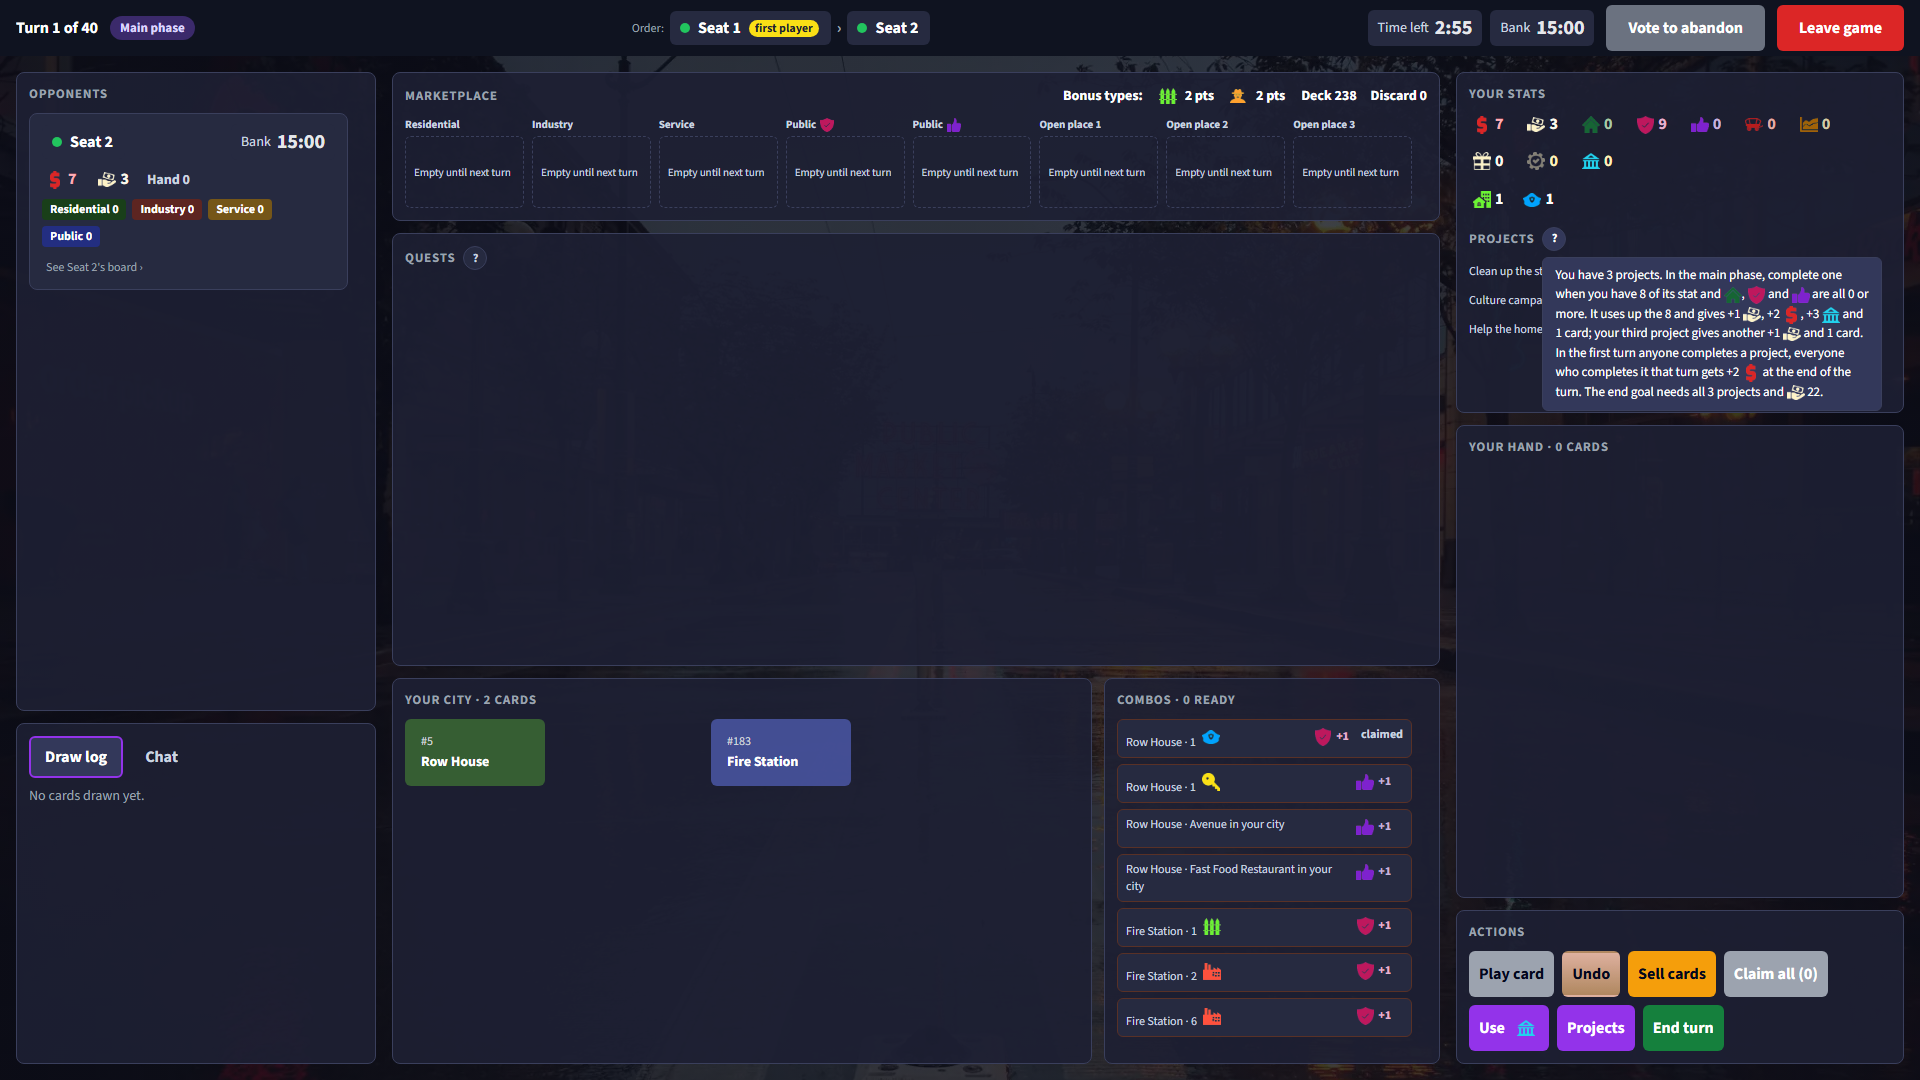 Turn 1 of 40 Main phase
Order: Seat 1 first player › Seat 2
Time left 2:55 Bank 15:00 Vote to abandon Leave game
OPPONENTS
Seat 2 Bank 15:00
7 3 Hand 0
Residential 0 Industry 0 Service 0
Public 0
See Seat 2's board ›
Draw log Chat
No cards drawn yet.
MARKETPLACE
Bonus types: 2 pts 2 pts Deck 238 Discard 0
Residential Industry Service Public Public Open place 1 Open place 2 Open place 3
Empty until next turn Empty until next turn Empty until next turn Empty until next turn Empty until next turn Empty until next turn Empty until next turn Empty until next turn
QUESTS ?
YOUR CITY · 2 CARDS
#5
Row House
#183
Fire Station
COMBOS · 0 READY
Row House · 1 +1 claimed
Row House · 1 +1
Row House · Avenue in your city +1
Row House · Fast Food Restaurant in your +1
city
Fire Station · 1 +1
Fire Station · 2 +1
Fire Station · 6 +1
YOUR STATS
7 3 0 9 0 0 0
0 0 0
1 1
PROJECTS ?
Clean up the st
Culture campa
Help the home
You have 3 projects. In the main phase, complete one
when you have 8 of its stat and , and are all 0 or
more. It uses up the 8 and gives +1 , +2 , +3 and
1 card; your third project gives another +1 and 1 card.
In the first turn anyone completes a project, everyone
who completes it that turn gets +2 at the end of the
turn. The end goal needs all 3 projects and 22.
YOUR HAND · 0 CARDS
ACTIONS
Play card Undo Sell cards Claim all (0)
Use Projects End turn